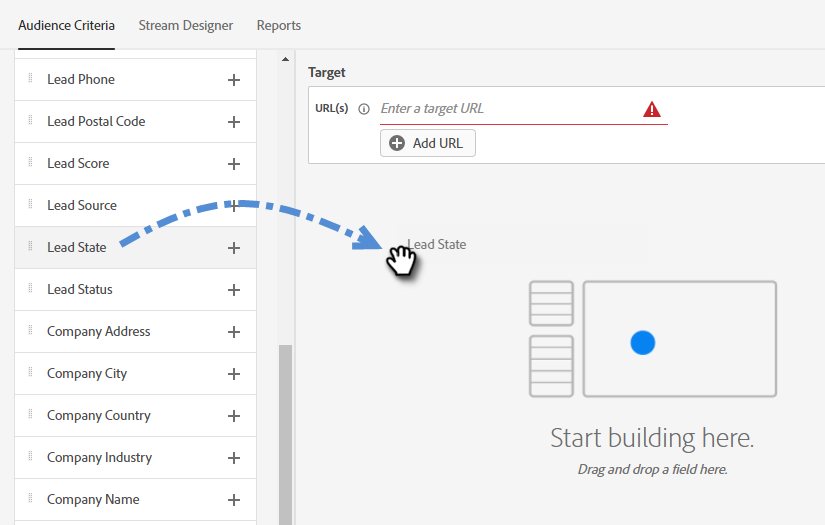 Audience Criteria Stream Designer Reports
Lead Phone
Lead Postal Code
Lead Score
Lead Source
Lead State
Lead Status
Company Address
Company City
Company Country
Company Industry
Company Name
Target
URL(s) Enter a target URL
Add URL
Lead State
Start building here.
Drag and drop a field here.